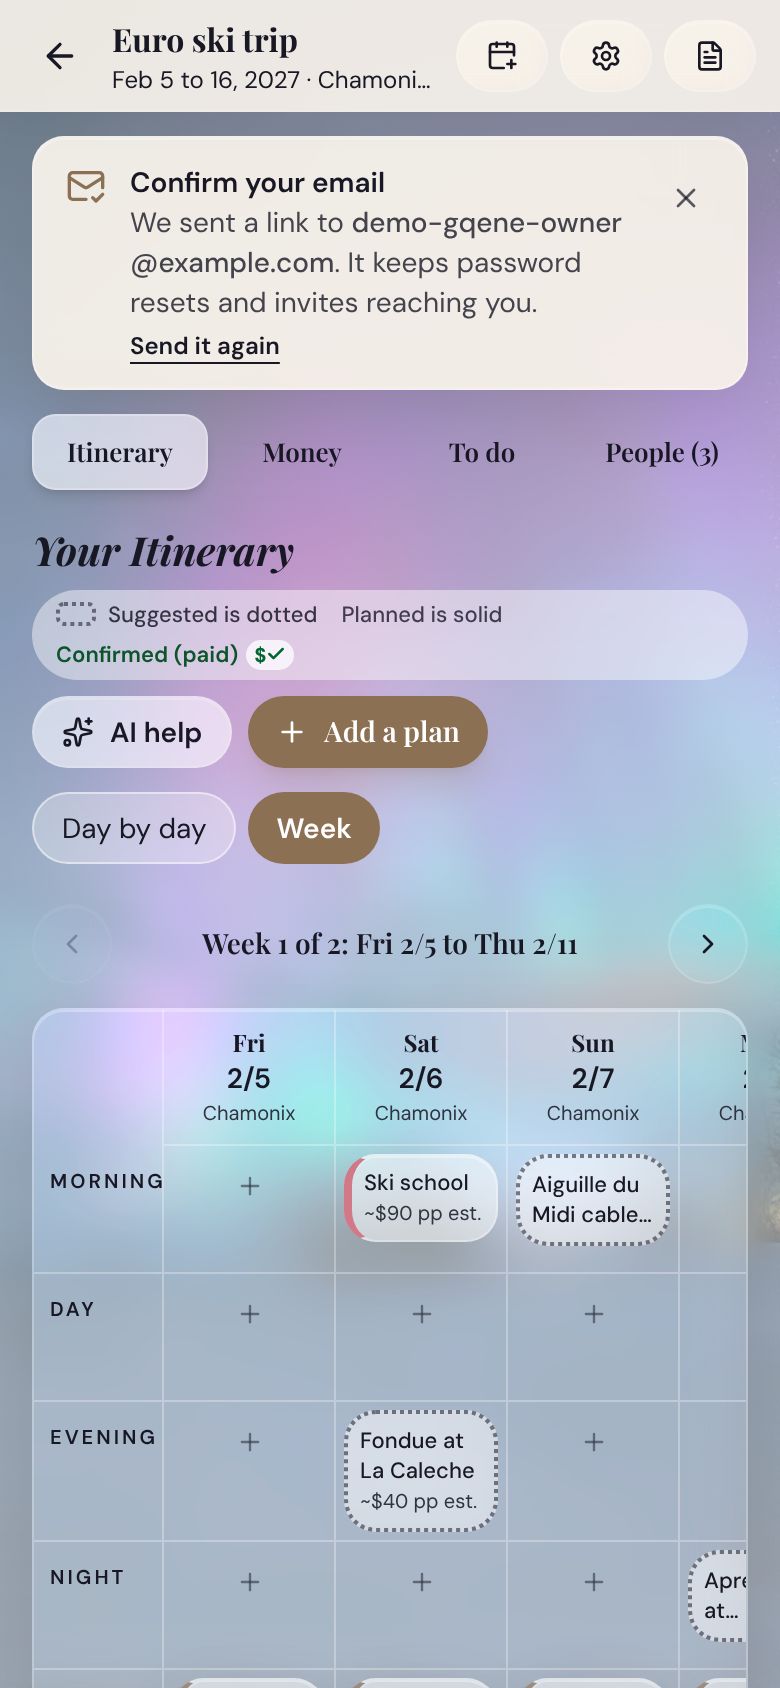 Euro ski trip
Feb 5 to 16, 2027 · Chamoni...
Confirm your email
We sent a link to demo-gqene-owner
@example.com. It keeps password
resets and invites reaching you.
Send it again
Itinerary Money To do People (3)
Your Itinerary
Suggested is dotted Planned is solid
Confirmed (paid) $✓
AI help + Add a plan
Day by day Week
Week 1 of 2: Fri 2/5 to Thu 2/11
Fri Sat Sun
2/5 2/6 2/7
Chamonix Chamonix Chamonix
MORNING + Ski school Aiguille du
~$90 pp est. Midi cable...
DAY + + +
EVENING + Fondue at +
La Caleche
~$40 pp est.
NIGHT + + +
at...